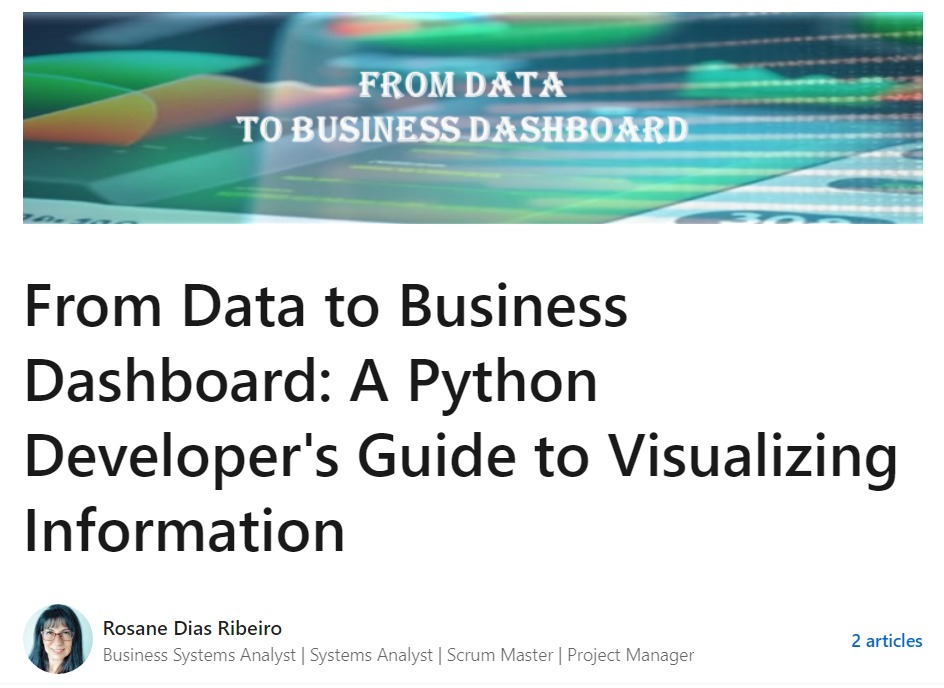 FROM DATA
TO BUSINESS DASHBOARD
From Data to Business
Dashboard: A Python
Developer's Guide to Visualizing
Information
Rosane Dias Ribeiro
2 articles
Business Systems Analyst | Systems Analyst | Scrum Master | Project Manager